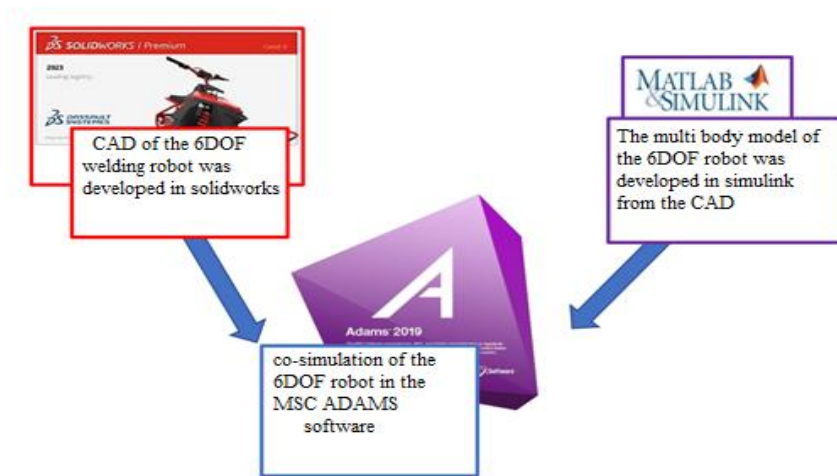 SOLIDWORKS | Premium
2023
DASSAULT
SYSTEMES
CAD of the 6DOF
welding robot was
developed in solidworks
MATLAB
&SIMULINK
The multi body model of
the 6DOF robot was
developed in simulink
from the CAD
Adams 2019
Software
co-simulation of the
6DOF robot in the
MSC ADAMS
software